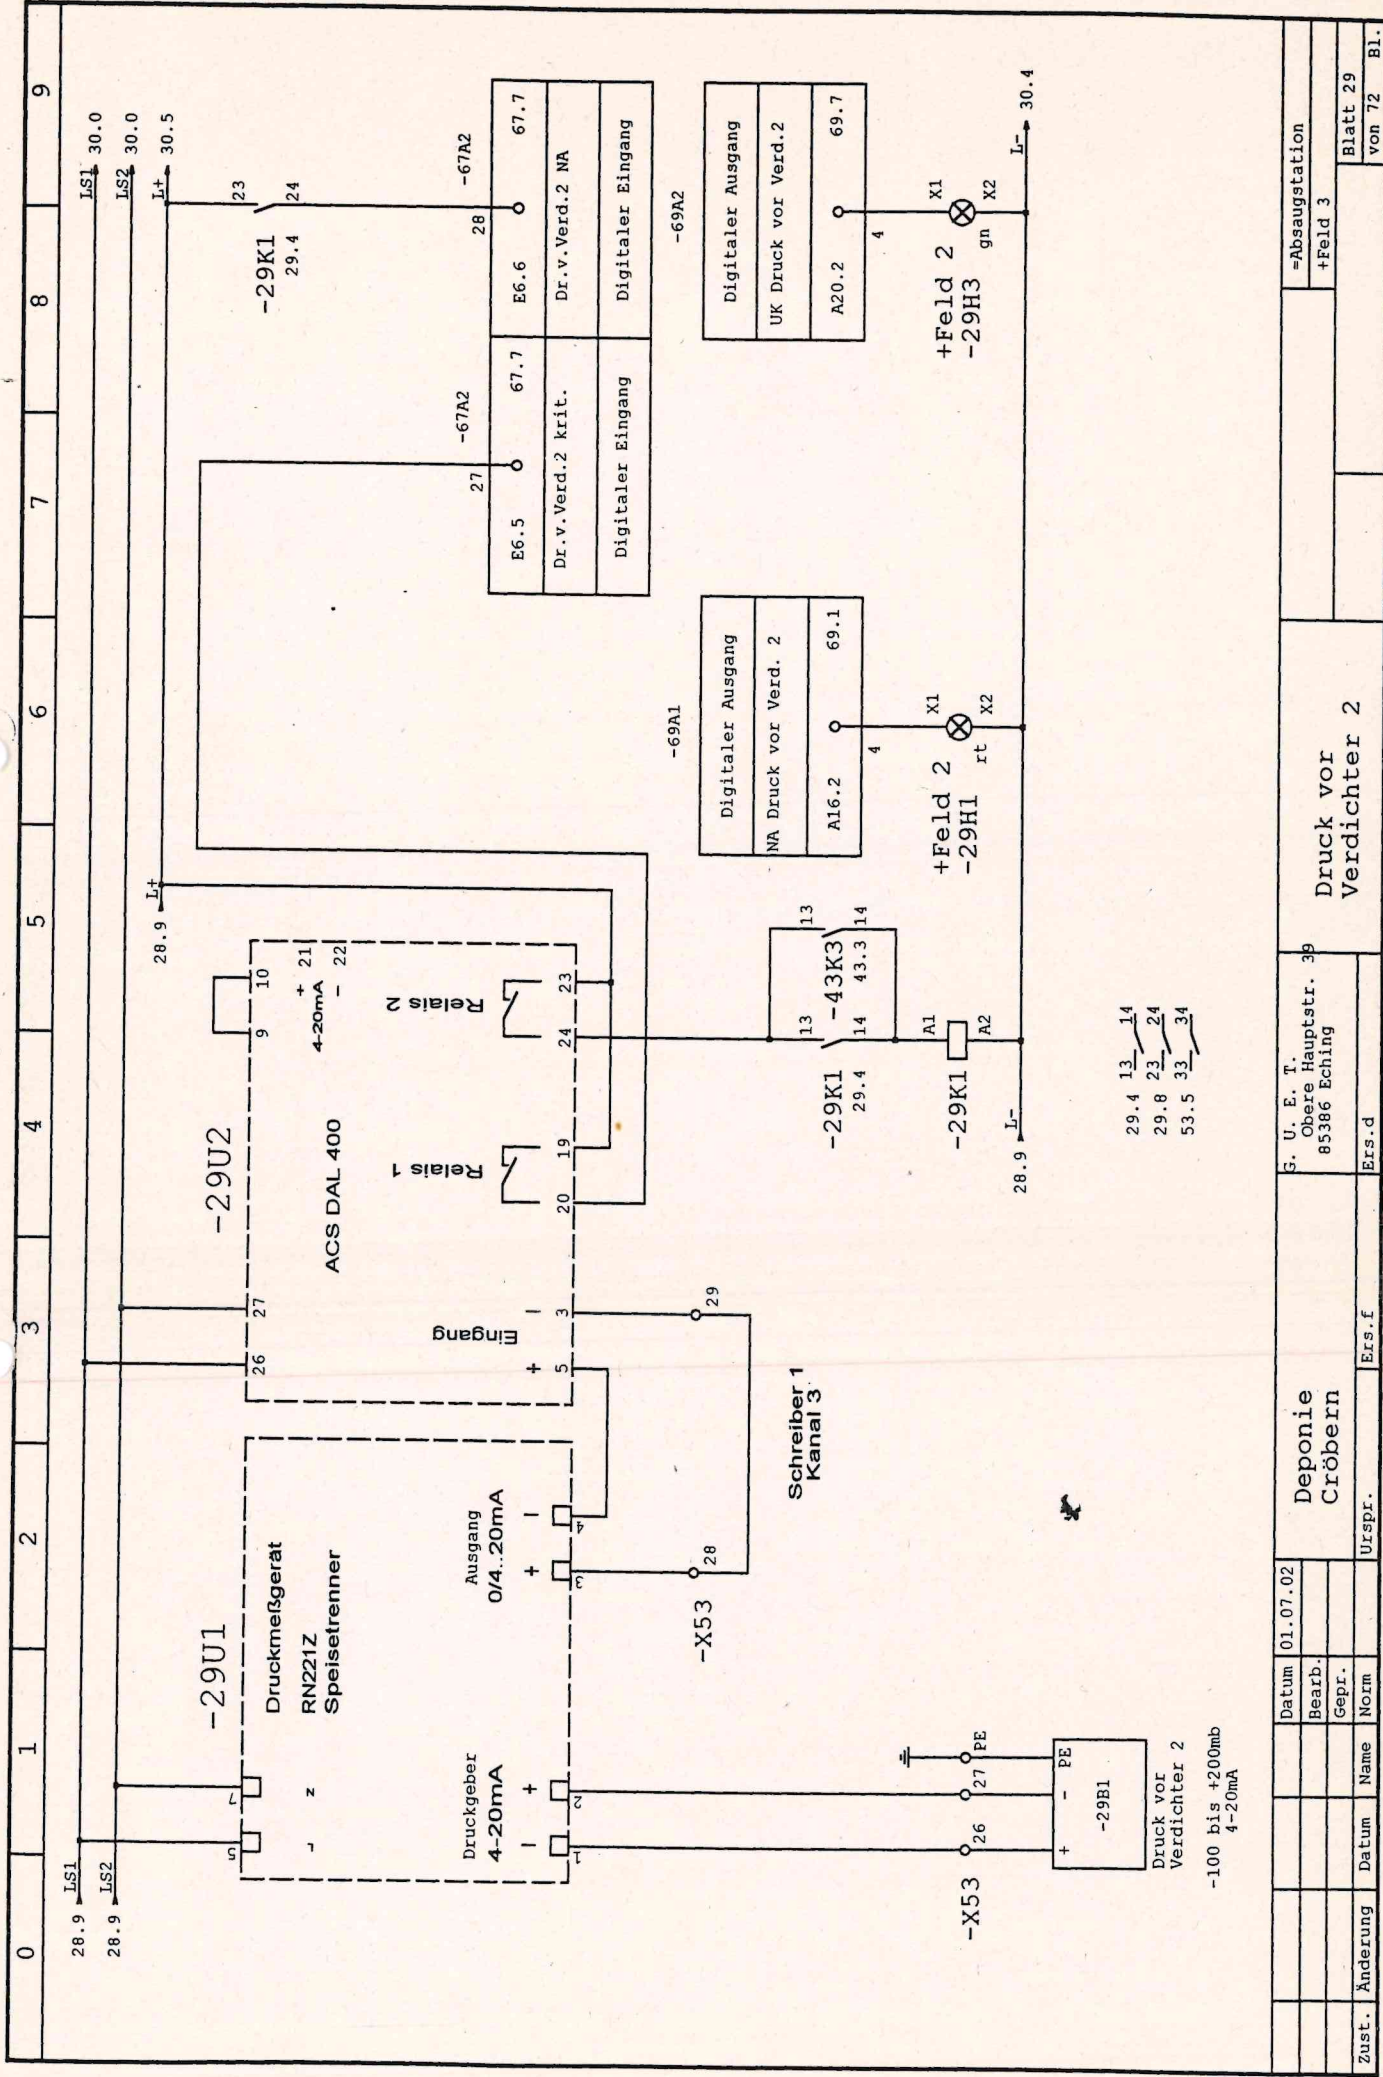 0 1 2 3 4 5 6 7 8 9
28.9 LS1
LS1 30.0
28.9 LS2
LS2 30.0
28.9 L+
L+ 30.5
-29U1
5
7
Druckmeßgerät
RN221Z
Speisetrenner
N
Druckgeber
4-20mA
- +
1 2
Ausgang
0/4..20mA
+ -
3 4
-29U2
26 27
9 10
ACS DAL 400
+ 21
4-20mA
- 22
Eingang
+ -
5 3
Relais 1
20 19
Relais 2
24 23
-X53
28 29
Schreiber 1
Kanal 3
-X53
26 27 PE
+ - PE
-29B1
Druck vor
Verdichter 2
-100 bis +200mb
4-20mA
-29K1
29.4
13
14
-43K3
43.3
13
14
-29K1
A1
A2
28.9 L-
29.4 13 14
29.8 23 24
53.5 33 34
-69A1
Digitaler Ausgang
NA Druck vor Verd. 2
A16.2 69.1
4
+Feld 2
-29H1
X1
X2
rt
-29K1
29.4
23
24
27 -67A2
28 -67A2
E6.5 67.7
E6.6 67.7
Dr.v.Verd.2 krit.
Dr.v.Verd.2 NA
Digitaler Eingang
Digitaler Eingang
-69A2
Digitaler Ausgang
UK Druck vor Verd.2
A20.2 69.7
4
+Feld 2
-29H3
X1
X2
gn
L- 30.4
Zust. Änderung Datum Name Norm
Datum 01.07.02
Bearb.
Gepr.
Urspr.
Deponie
Cröbern
Ers.f
G. U. E. T.
Obere Hauptstr. 39
85386 Eching
Ers.d
Druck vor
Verdichter 2
=Absaugstation
+Feld 3
Blatt 29
von 72 Bl.